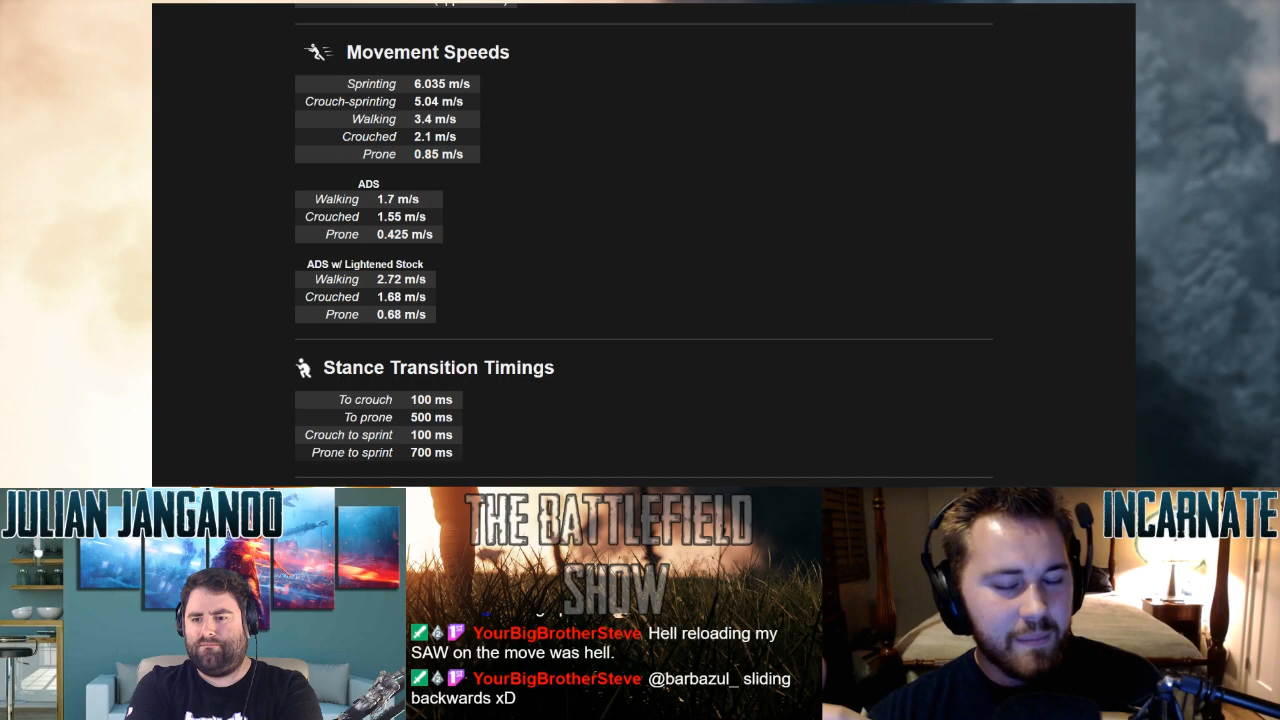 Movement Speeds
Sprinting 6.035 m/s
Crouch-sprinting 5.04 m/s
Walking 3.4 m/s
Crouched 2.1 m/s
Prone 0.85 m/s
ADS
Walking 1.7 m/s
Crouched 1.55 m/s
Prone 0.425 m/s
ADS w/ Lightened Stock
Walking 2.72 m/s
Crouched 1.68 m/s
Prone 0.68 m/s
Stance Transition Timings
To crouch 100 ms
To prone 500 ms
Crouch to sprint 100 ms
Prone to sprint 700 ms
JULIAN JANGANOO
THE BATTLEFIELD
SHOW
YourBigBrotherSteve Hell reloading my
SAW on the move was hell.
YourBigBrotherSteve @barbazul_ sliding
backwards xD
INCARNATE